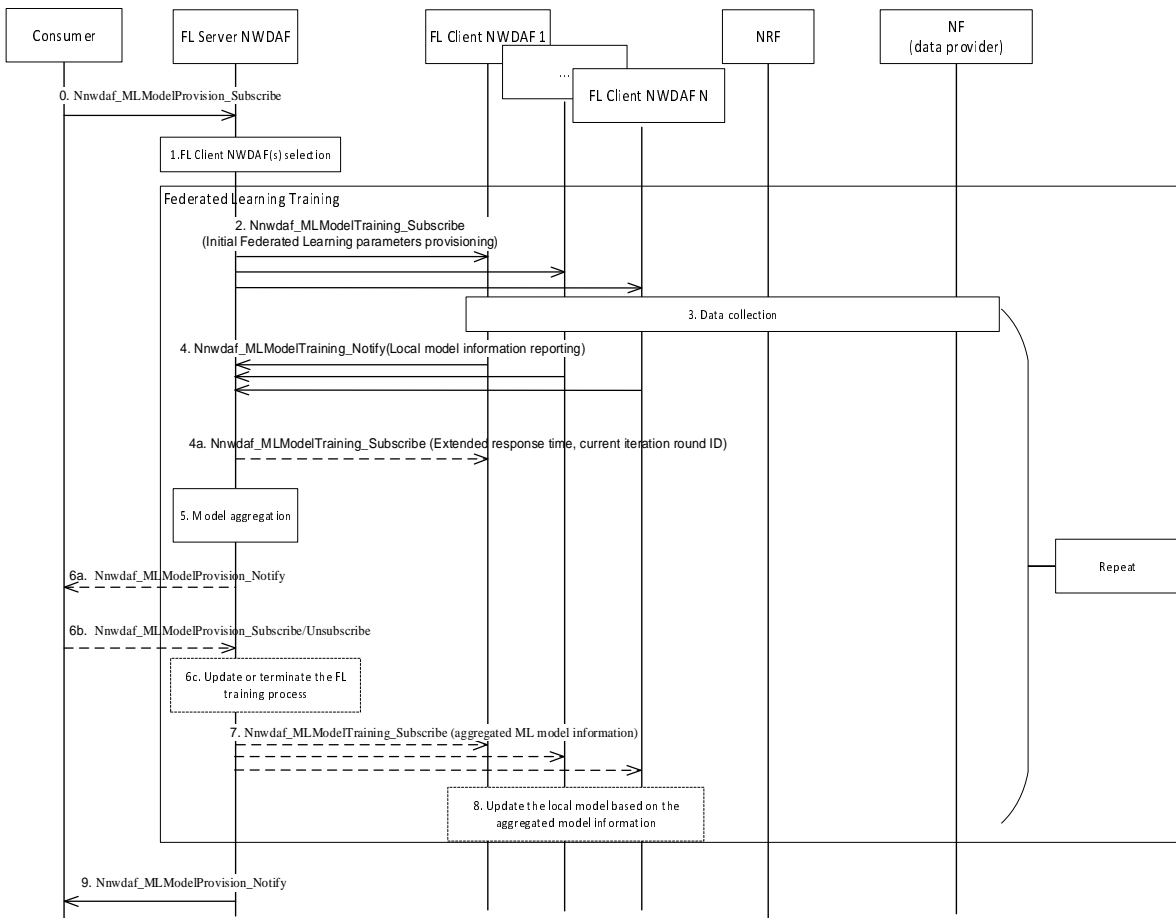 Consumer
FL Server NWDAF
FL Client NWDAF 1
...
FL Client NWDAF N
NRF
NF
(data provider)
0. Nnwdaf_MLModelProvision_Subscribe
1.FL Client NWDAF(s) selection
Federated Learning Training
2. Nnwdaf_MLModelTraining_Subscribe
(Initial Federated Learning parameters provisioning)
3. Data collection
4. Nnwdaf_MLModelTraining_Notify(Local model information reporting)
4a. Nnwdaf_MLModelTraining_Subscribe (Extended response time, current iteration round ID)
5. Model aggregation
6a. Nnwdaf_MLModelProvision_Notify
Repeat
6b. Nnwdaf_MLModelProvision_Subscribe/Unsubscribe
6c. Update or terminate the FL
training process
7. Nnwdaf_MLModelTraining_Subscribe (aggregated ML model information)
8. Update the local model based on the
aggregated model information
9. Nnwdaf_MLModelProvision_Notify